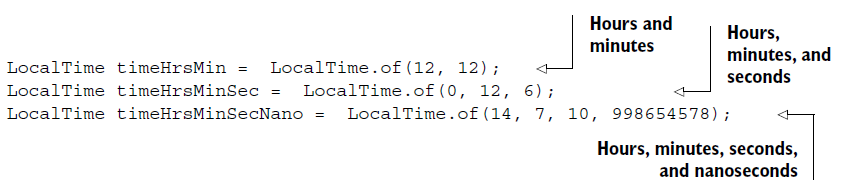 Hours and
minutes
Hours,
minutes, and
seconds
LocalTime timeHrsMin =  LocalTime.of(12, 12);
LocalTime timeHrsMinSec =  LocalTime.of(0, 12, 6);
LocalTime timeHrsMinSecNano =  LocalTime.of(14, 7, 10, 998654578);
Hours, minutes, seconds,
and nanoseconds